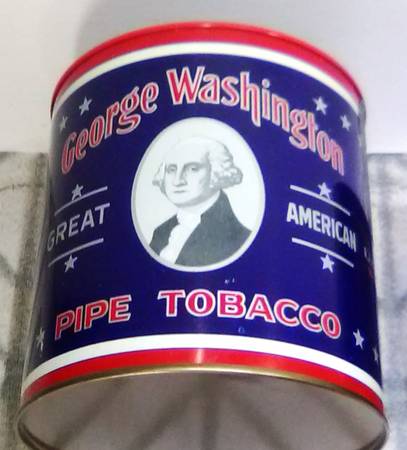 George Washington
GREAT AMERICAN
PIPE TOBACCO